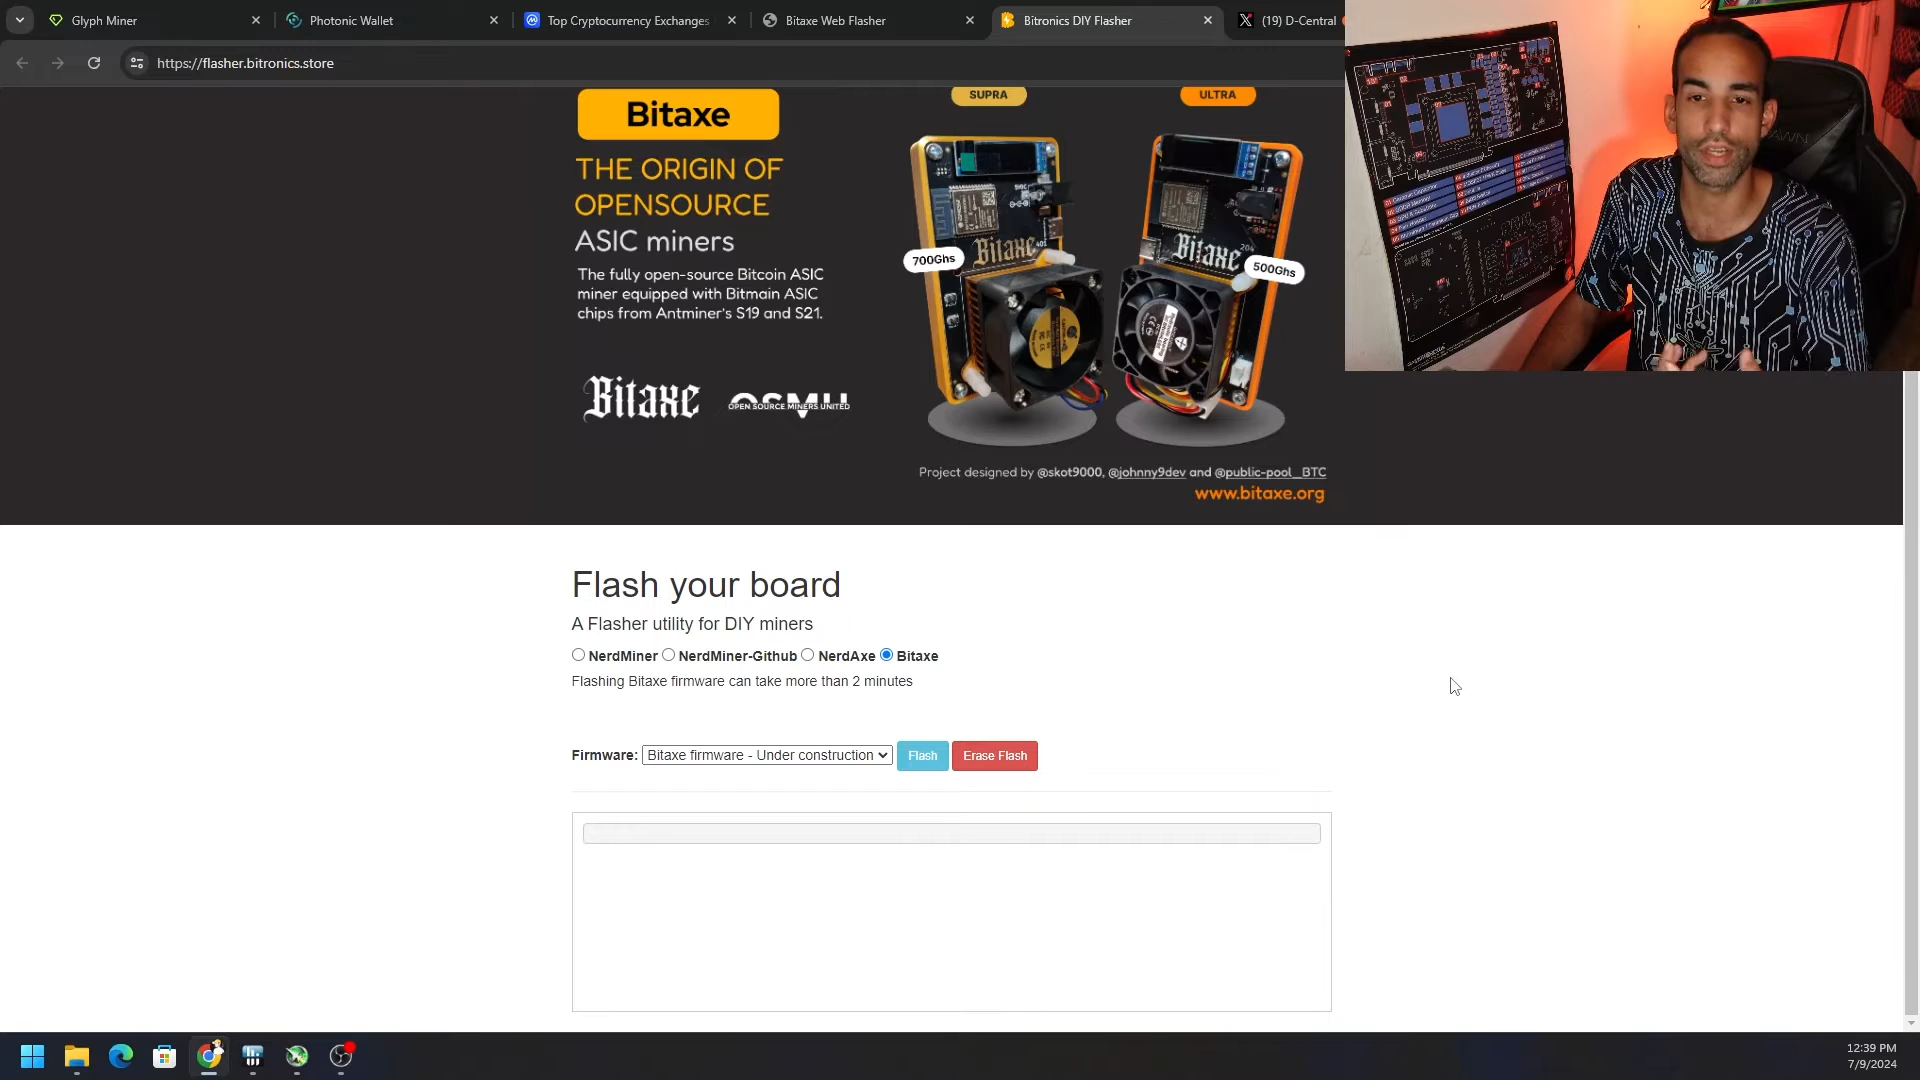 Glyph Miner
Photonic Wallet
Top Cryptocurrency Exchanges
Bitaxe Web Flasher
Bitronics DIY Flasher
(19) D-Central
https://flasher.bitronics.store
Bitaxe
THE ORIGIN OF
OPENSOURCE
ASIC miners
The fully open-source Bitcoin ASIC
miner equipped with Bitmain ASIC
chips from Antminer's S19 and S21.
Bitaxe
OSMU
OPEN SOURCE MINERS UNITED
SUPRA
ULTRA
700Ghs
Bitaxe
401
Bitaxe
204
500Ghs
Project designed by @skot9000, @johnny9dev and @public-pool_BTC
www.bitaxe.org
Flash your board
A Flasher utility for DIY miners
NerdMiner NerdMiner-Github NerdAxe Bitaxe
Flashing Bitaxe firmware can take more than 2 minutes
Firmware: Bitaxe firmware - Under construction Flash Erase Flash
12:39 PM
7/9/2024